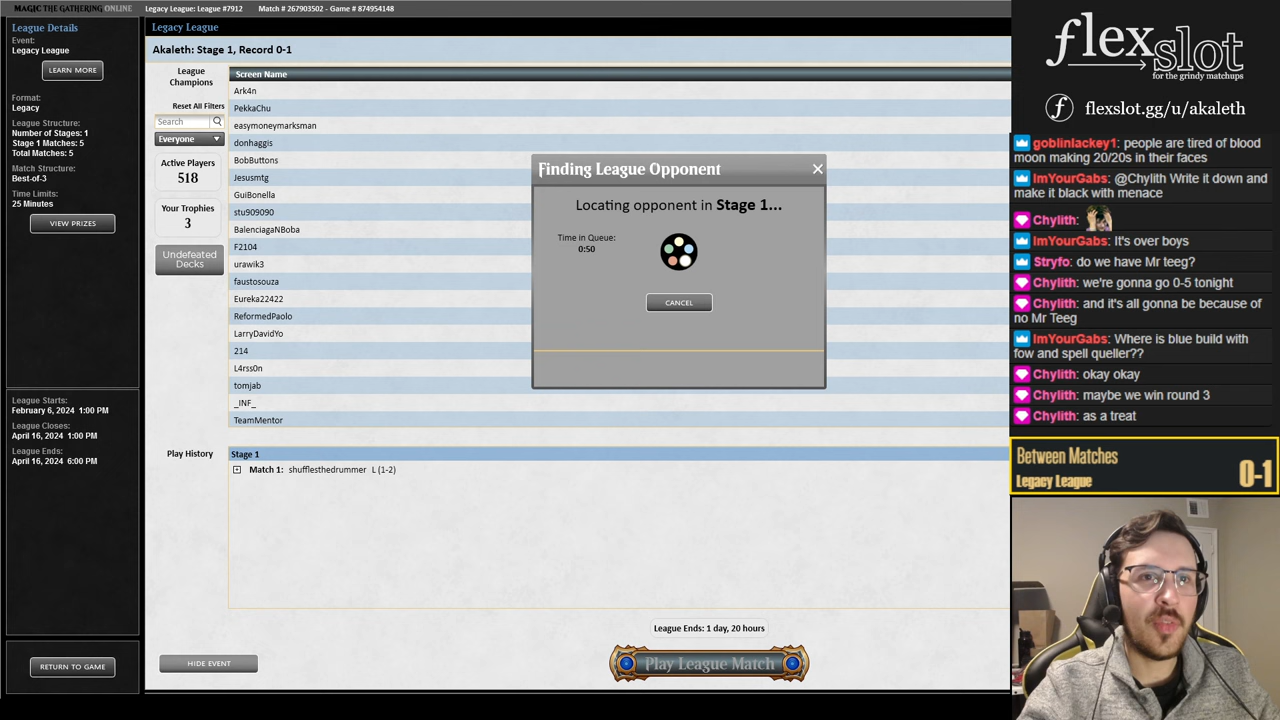 MAGIC THE GATHERING ONLINE
Legacy League: League #7912
Match # 267903502 - Game # 874954148
League Details
Event:
Legacy League
LEARN MORE
Format:
Legacy
League Structure:
Number of Stages: 1
Stage 1 Matches: 5
Total Matches: 5
Match Structure:
Best-of-3
Time Limits:
25 Minutes
VIEW PRIZES
League Starts:
February 6, 2024 1:00 PM
League Closes:
April 16, 2024 1:00 PM
League Ends:
April 16, 2024 6:00 PM
RETURN TO GAME
Legacy League
Akaleth: Stage 1, Record 0-1
League
Champions
Reset All Filters
Search
Everyone
Active Players
518
Your Trophies
3
Undefeated
Decks
Screen Name
Ark4n
PekkaChu
easymoneymarksman
donhaggis
BobButtons
Jesusmtg
GuiBonella
stu909090
BalenciagaNBoba
F2104
urawik3
faustosouza
Eureka22422
ReformedPaolo
LarryDavidYo
214
L4rss0n
tomjab
_INF_
TeamMentor
Play History
Stage 1
Match 1: shufflesthedrummer L (1-2)
Finding League Opponent
Locating opponent in Stage 1...
Time in Queue:
0:50
CANCEL
League Ends: 1 day, 20 hours
HIDE EVENT
Play League Match
flex slot
for the grindy matchups
flexslot.gg/u/akaleth
goblinlackey1: people are tired of blood
moon making 20/20s in their faces
ImYourGabs: @Chylith Write it down and
make it black with menace
Chylith:
ImYourGabs: It's over boys
Stryfo: do we have Mr teeg?
Chylith: we're gonna go 0-5 tonight
Chylith: and it's all gonna be because of
no Mr Teeg
ImYourGabs: Where is blue build with
fow and spell queller??
Chylith: okay okay
Chylith: maybe we win round 3
Chylith: as a treat
Between Matches
Legacy League
0-1